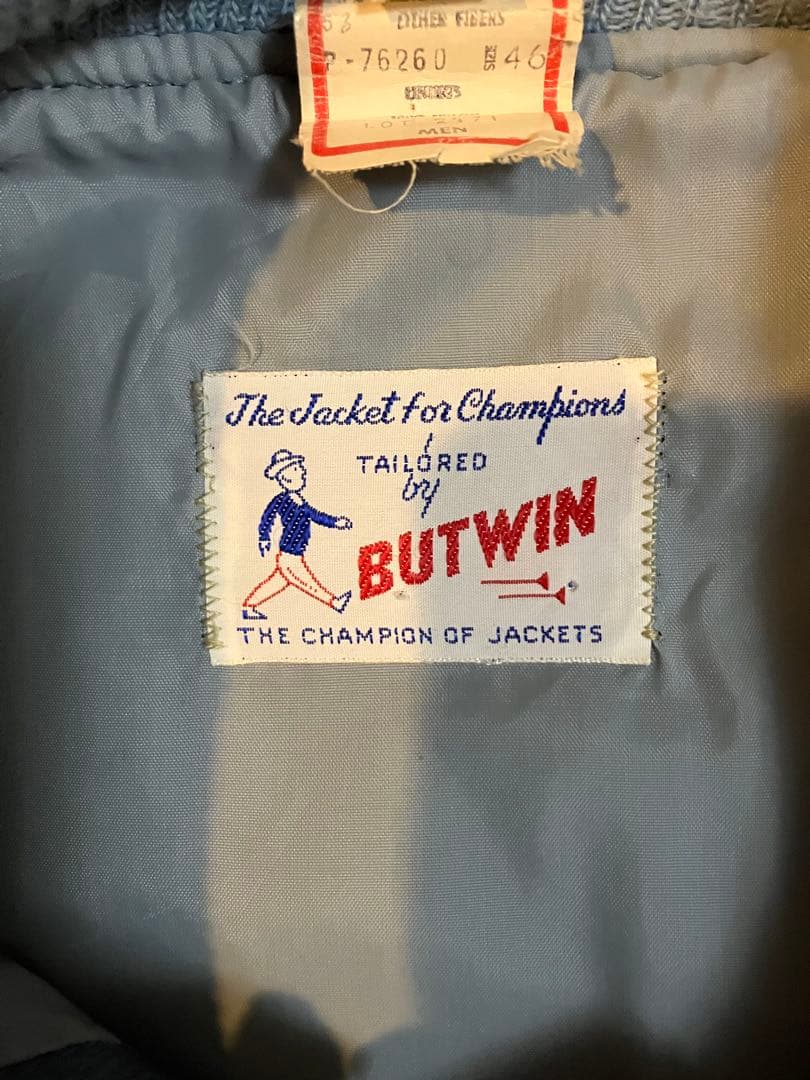 OTHER FIBERS
P-76260 SIZE 46
MEN
The Jacket for Champions
TAILORED
by
BUTWIN
THE CHAMPION OF JACKETS